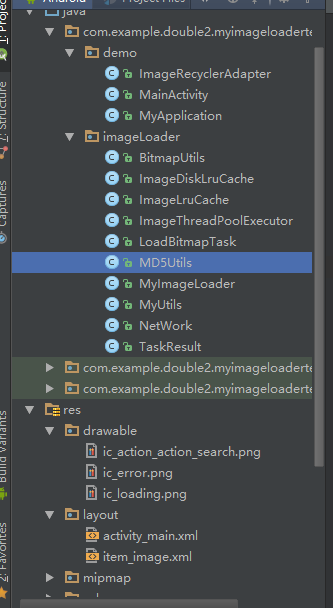 1: Project
Android
Project Files
java
com.example.double2.myimageloaderte
demo
ImageRecyclerAdapter
MainActivity
MyApplication
imageLoader
BitmapUtils
ImageDiskLruCache
ImageLruCache
ImageThreadPoolExecutor
LoadBitmapTask
MD5Utils
MyImageLoader
MyUtils
NetWork
TaskResult
com.example.double2.myimageloaderte
com.example.double2.myimageloaderte
res
drawable
ic_action_action_search.png
ic_error.png
ic_loading.png
layout
activity_main.xml
item_image.xml
mipmap
7: Structure
Captures
Build Variants
2: Favorites